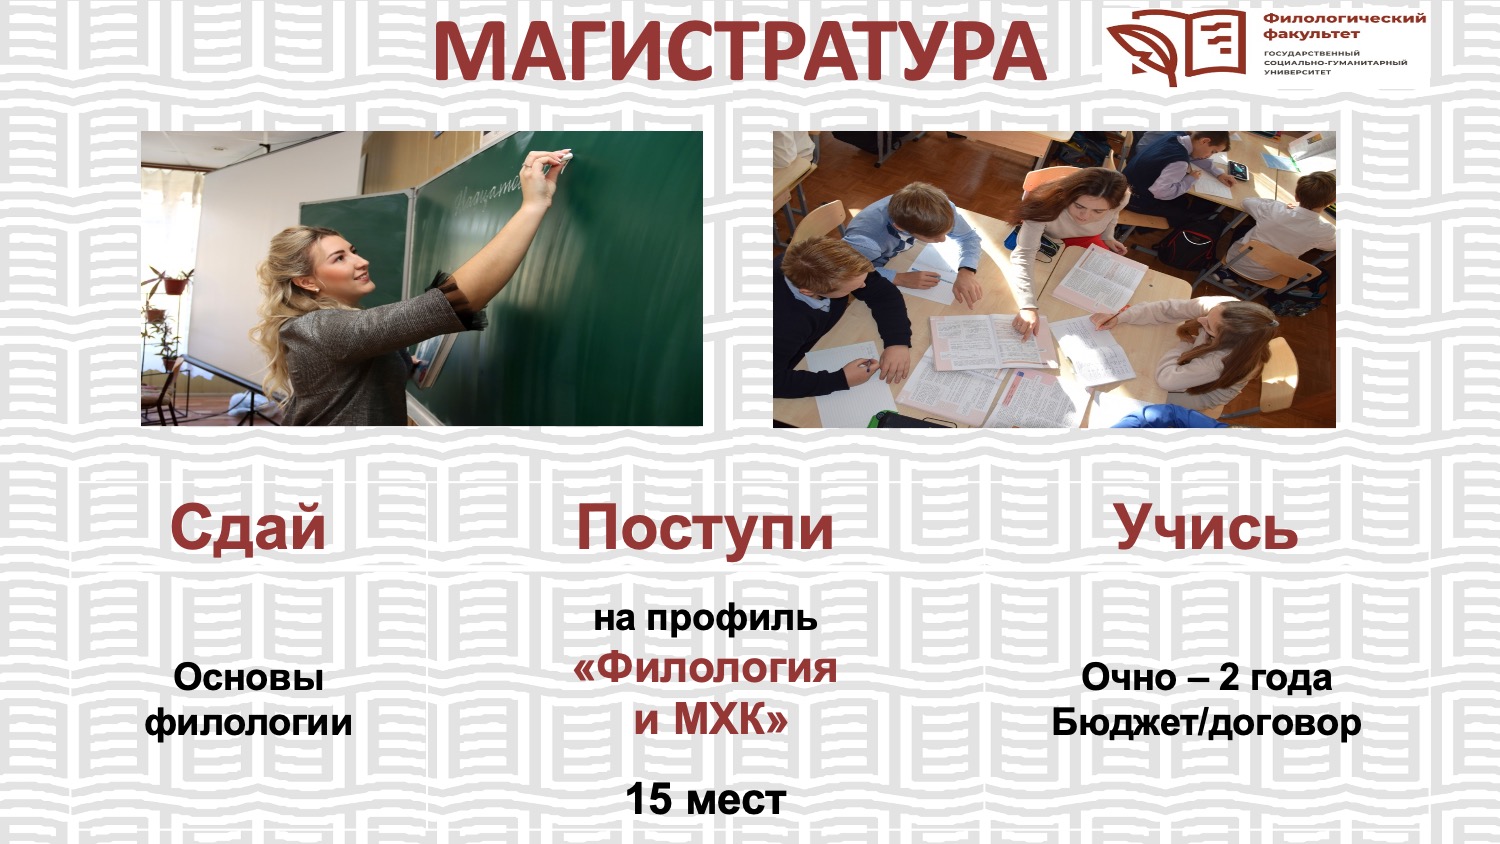 МАГИСТРАТУРА
Филологический
факультет
ГОСУДАРСТВЕННЫЙ
СОЦИАЛЬНО-ГУМАНИТАРНЫЙ
УНИВЕРСИТЕТ
Сдай
Основы
филологии
Поступи
на профиль
«Филология
и МХК»
15 мест
Учись
Очно – 2 года
Бюджет/договор